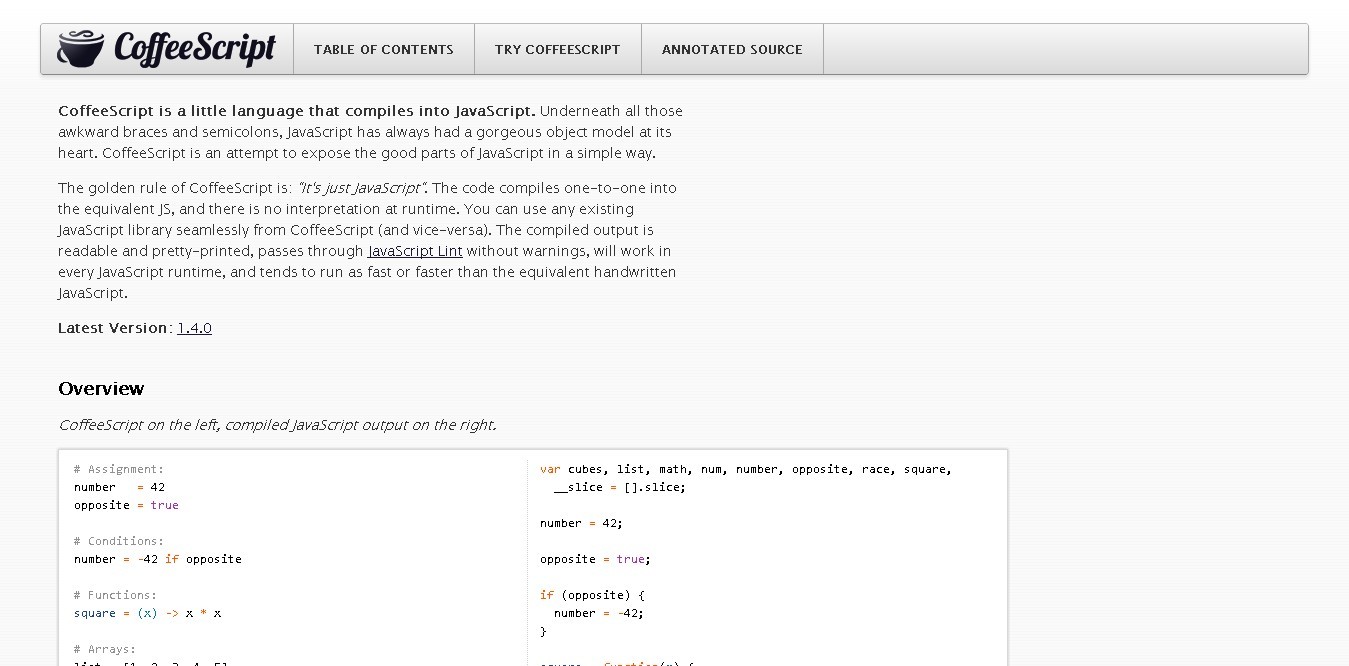 CoffeeScript TABLE OF CONTENTS TRY COFFEESCRIPT ANNOTATED SOURCE
CoffeeScript is a little language that compiles into JavaScript. Underneath all those
awkward braces and semicolons, JavaScript has always had a gorgeous object model at its
heart. CoffeeScript is an attempt to expose the good parts of JavaScript in a simple way.
The golden rule of CoffeeScript is: "It's just JavaScript". The code compiles one-to-one into
the equivalent JS, and there is no interpretation at runtime. You can use any existing
JavaScript library seamlessly from CoffeeScript (and vice-versa). The compiled output is
readable and pretty-printed, passes through JavaScript Lint without warnings, will work in
every JavaScript runtime, and tends to run as fast or faster than the equivalent handwritten
JavaScript.
Latest Version: 1.4.0
Overview
CoffeeScript on the left, compiled JavaScript output on the right.
# Assignment:
number   = 42
opposite = true
# Conditions:
number = -42 if opposite
# Functions:
square = (x) -> x * x
# Arrays:
list = [1, 2, 3, 4, 5]
var cubes, list, math, num, number, opposite, race, square,
  __slice = [].slice;
number = 42;
opposite = true;
if (opposite) {
  number = -42;
}
square = function(x) {